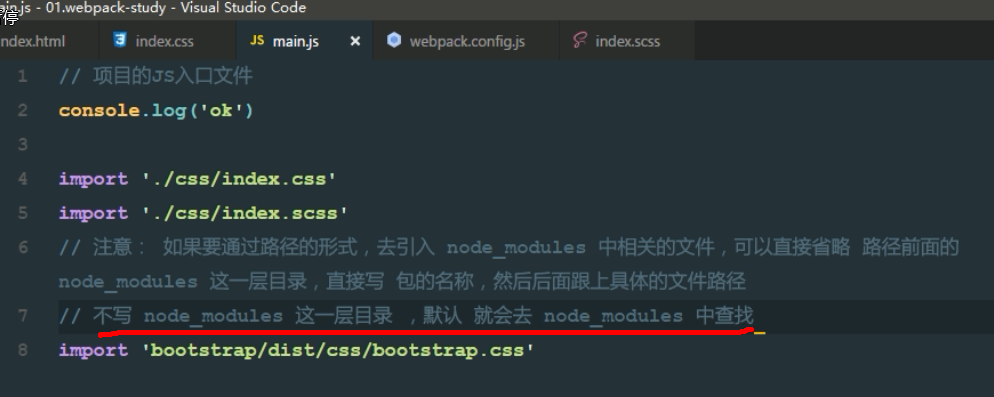 ain.js - 01.webpack-study - Visual Studio Code
停
ndex.html index.css JS main.js × webpack.config.js index.scss
1 // 项目的JS入口文件
2 console.log('ok')
3
4 import './css/index.css'
5 import './css/index.scss'
6 // 注意： 如果要通过路径的形式，去引入 node_modules 中相关的文件，可以直接省略 路径前面的
node_modules 这一层目录，直接写 包的名称，然后后面跟上具体的文件路径
7 // 不写 node_modules 这一层目录 ，默认 就会去 node_modules 中查找
8 import 'bootstrap/dist/css/bootstrap.css'